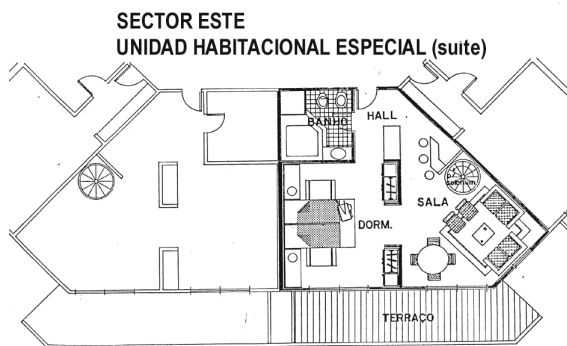 SECTOR ESTE
UNIDAD HABITACIONAL ESPECIAL (suite)
BANHO
HALL
SALA
DORM.
TERRAÇO